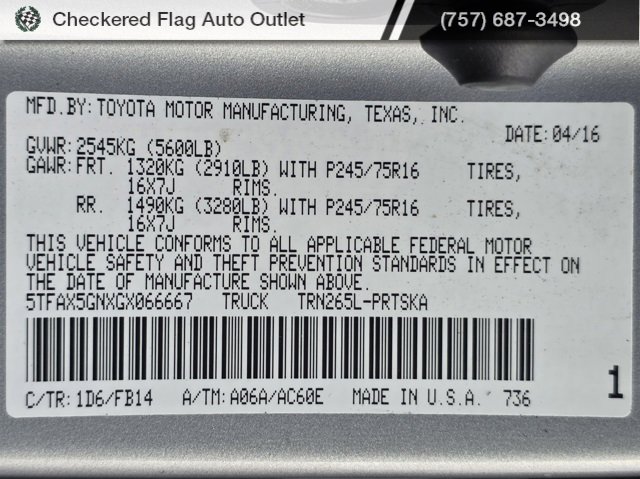 Checkered Flag Auto Outlet (757) 687-3498
MFD.BY: TOYOTA MOTOR MANUFACTURING, TEXAS, INC.
DATE: 04/16
GVWR: 2545KG (5600LB)
GAWR: FRT. 1320KG (2910LB) WITH P245/75R16 TIRES,
16X7J RIMS.
RR. 1490KG (3280LB) WITH P245/75R16 TIRES,
16X7J RIMS.
THIS VEHICLE CONFORMS TO ALL APPLICABLE FEDERAL MOTOR
VEHICLE SAFETY AND THEFT PREVENTION STANDARDS IN EFFECT ON
THE DATE OF MANUFACTURE SHOWN ABOVE.
5TFAX5GNXGX066667 TRUCK TRN265L-PRTSKA
1
C/TR: 1D6/FB14 A/TM: A06A/AC60E MADE IN U.S.A. 736